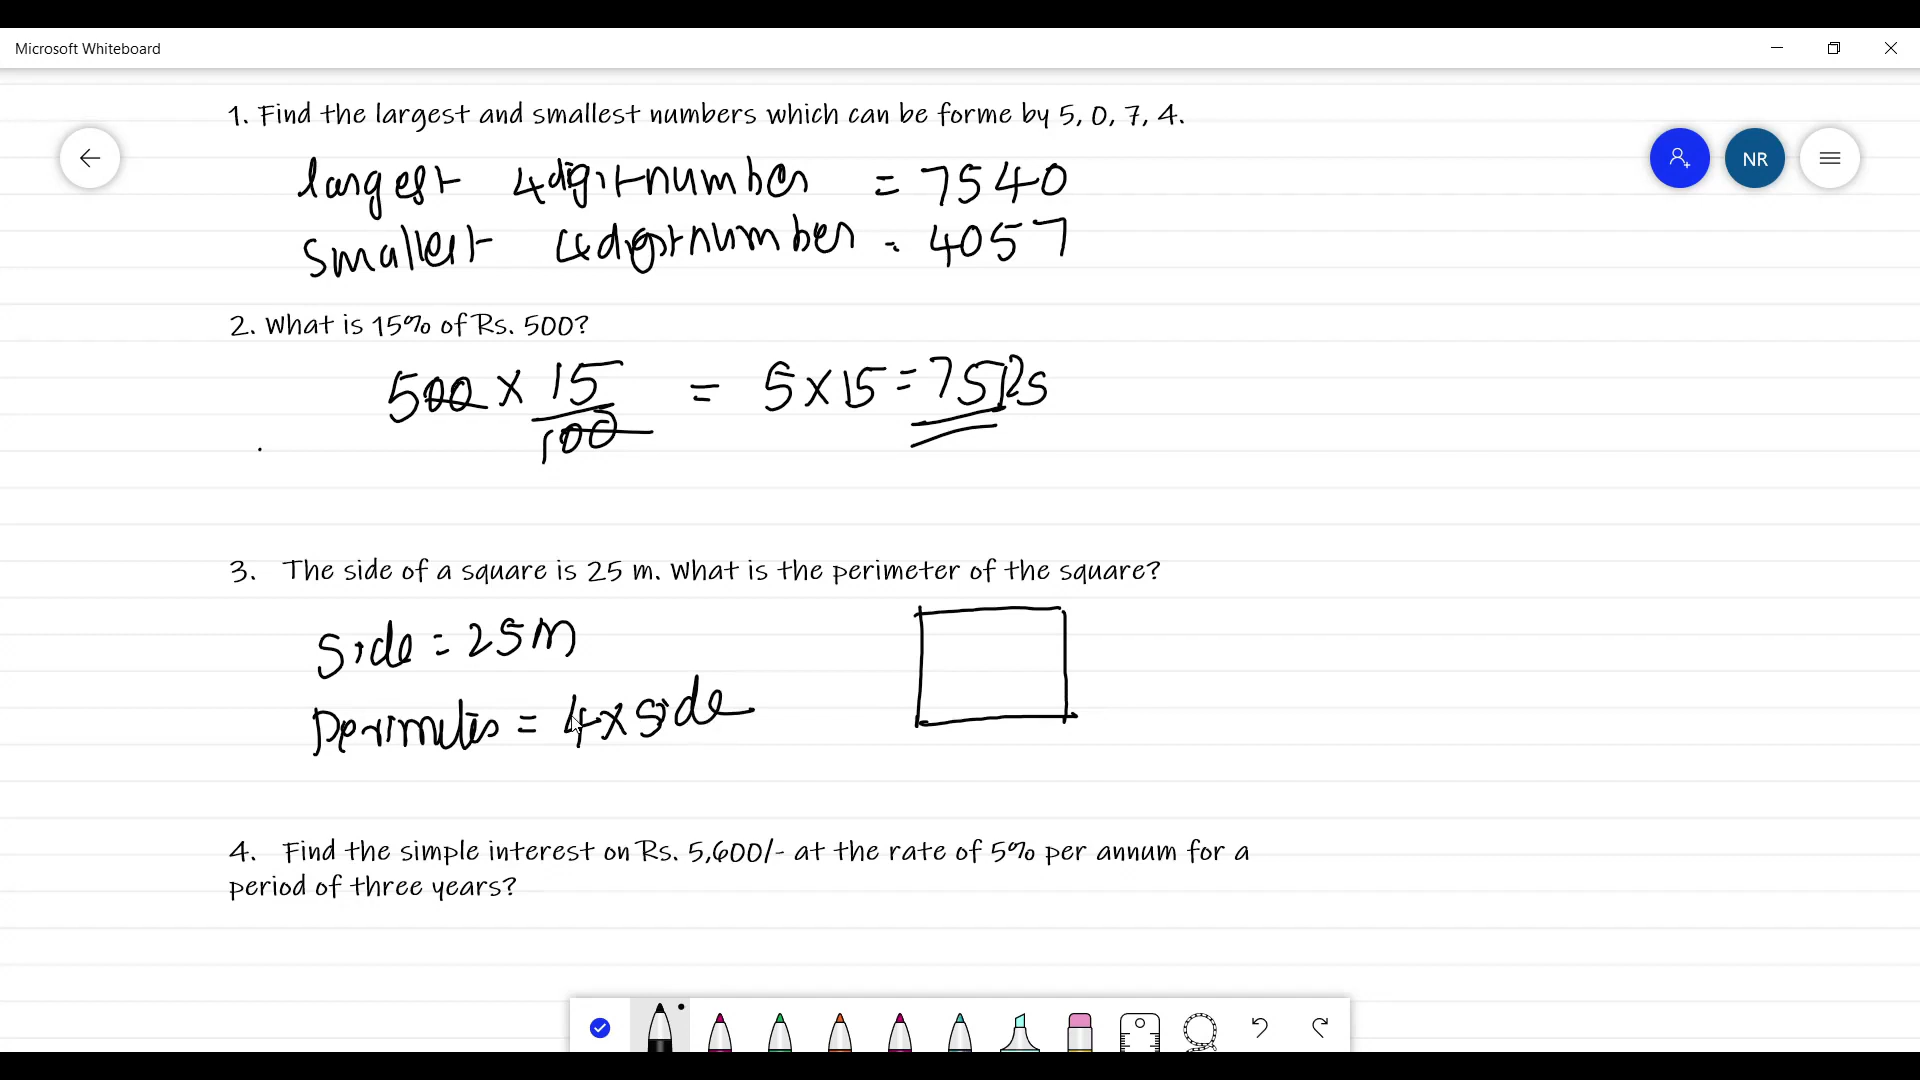 Microsoft Whiteboard
1. Find the largest and smallest numbers which can be forme by 5, 0, 7, 4.
NR
largest 4digit number = 7540
smallest 4digit number = 4057
2. What is 15% of Rs. 500?
500 × 15/100 = 5×15 = 75 Rs
3. The side of a square is 25 m. What is the perimeter of the square?
side = 25m
perimeter = 4×side
4. Find the simple interest on Rs. 5,600/- at the rate of 5% per annum for a
period of three years?